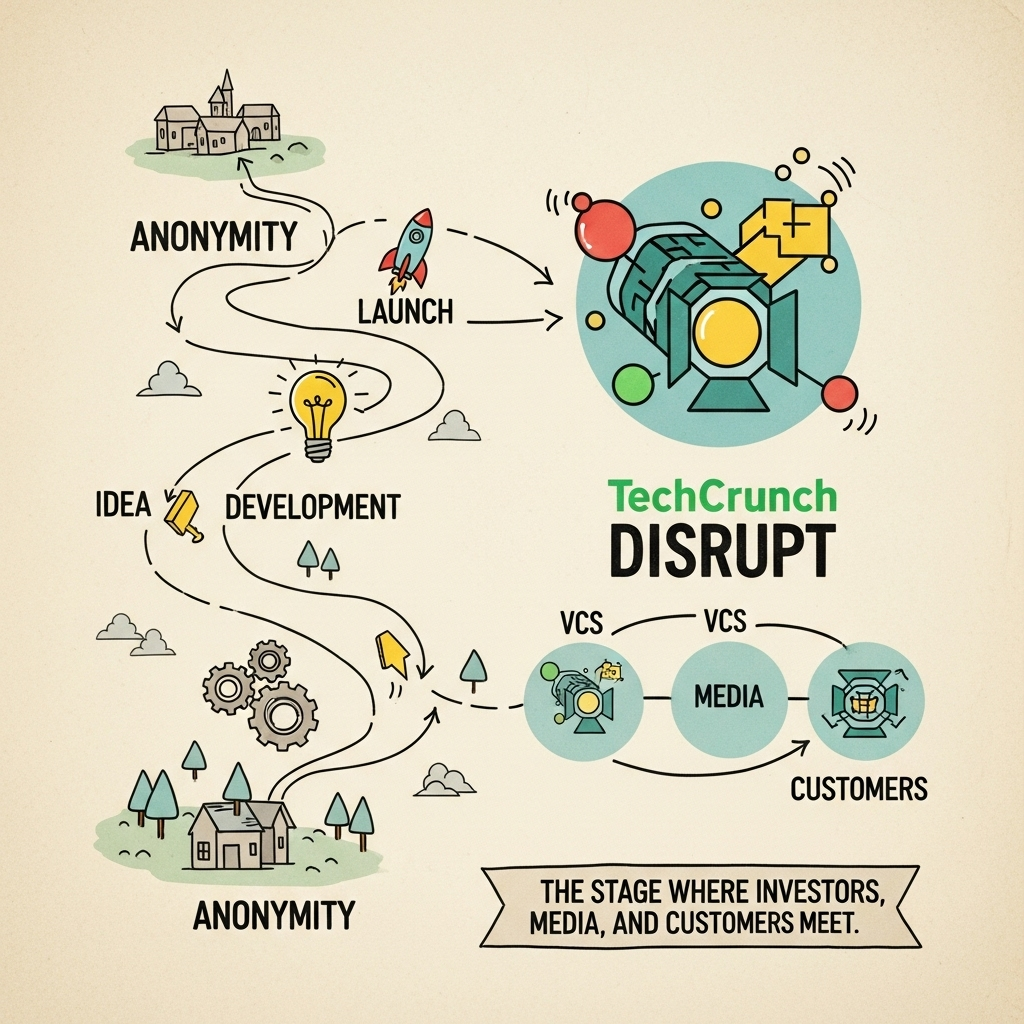 ANONYMITY
LAUNCH
IDEA
DEVELOPMENT
ANONYMITY
TechCrunch
DISRUPT
VCS
VCS
MEDIA
CUSTOMERS
THE STAGE WHERE INVESTORS,
MEDIA, AND CUSTOMERS MEET.